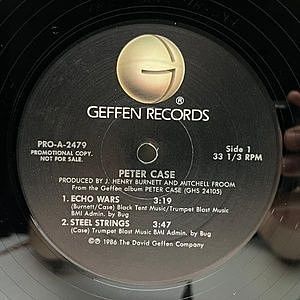 ®
GEFFEN RECORDS
PRO-A-2479
PROMOTIONAL COPY.
NOT FOR SALE.
Side 1
33 1/3 RPM
PETER CASE
PRODUCED BY J. HENRY BURNETT AND MITCHELL FROOM
From the Geffen album PETER CASE (GHS 24105)
1. ECHO WARS 3:19
(Burnett/Case) Black Tent Music/Trumpet Blast Music
BMI Admin. by Bug
2. STEEL STRINGS 3:47
(Case) Trumpet Blast Music
BMI Admin. by Bug
©℗ 1986 The David Geffen Company